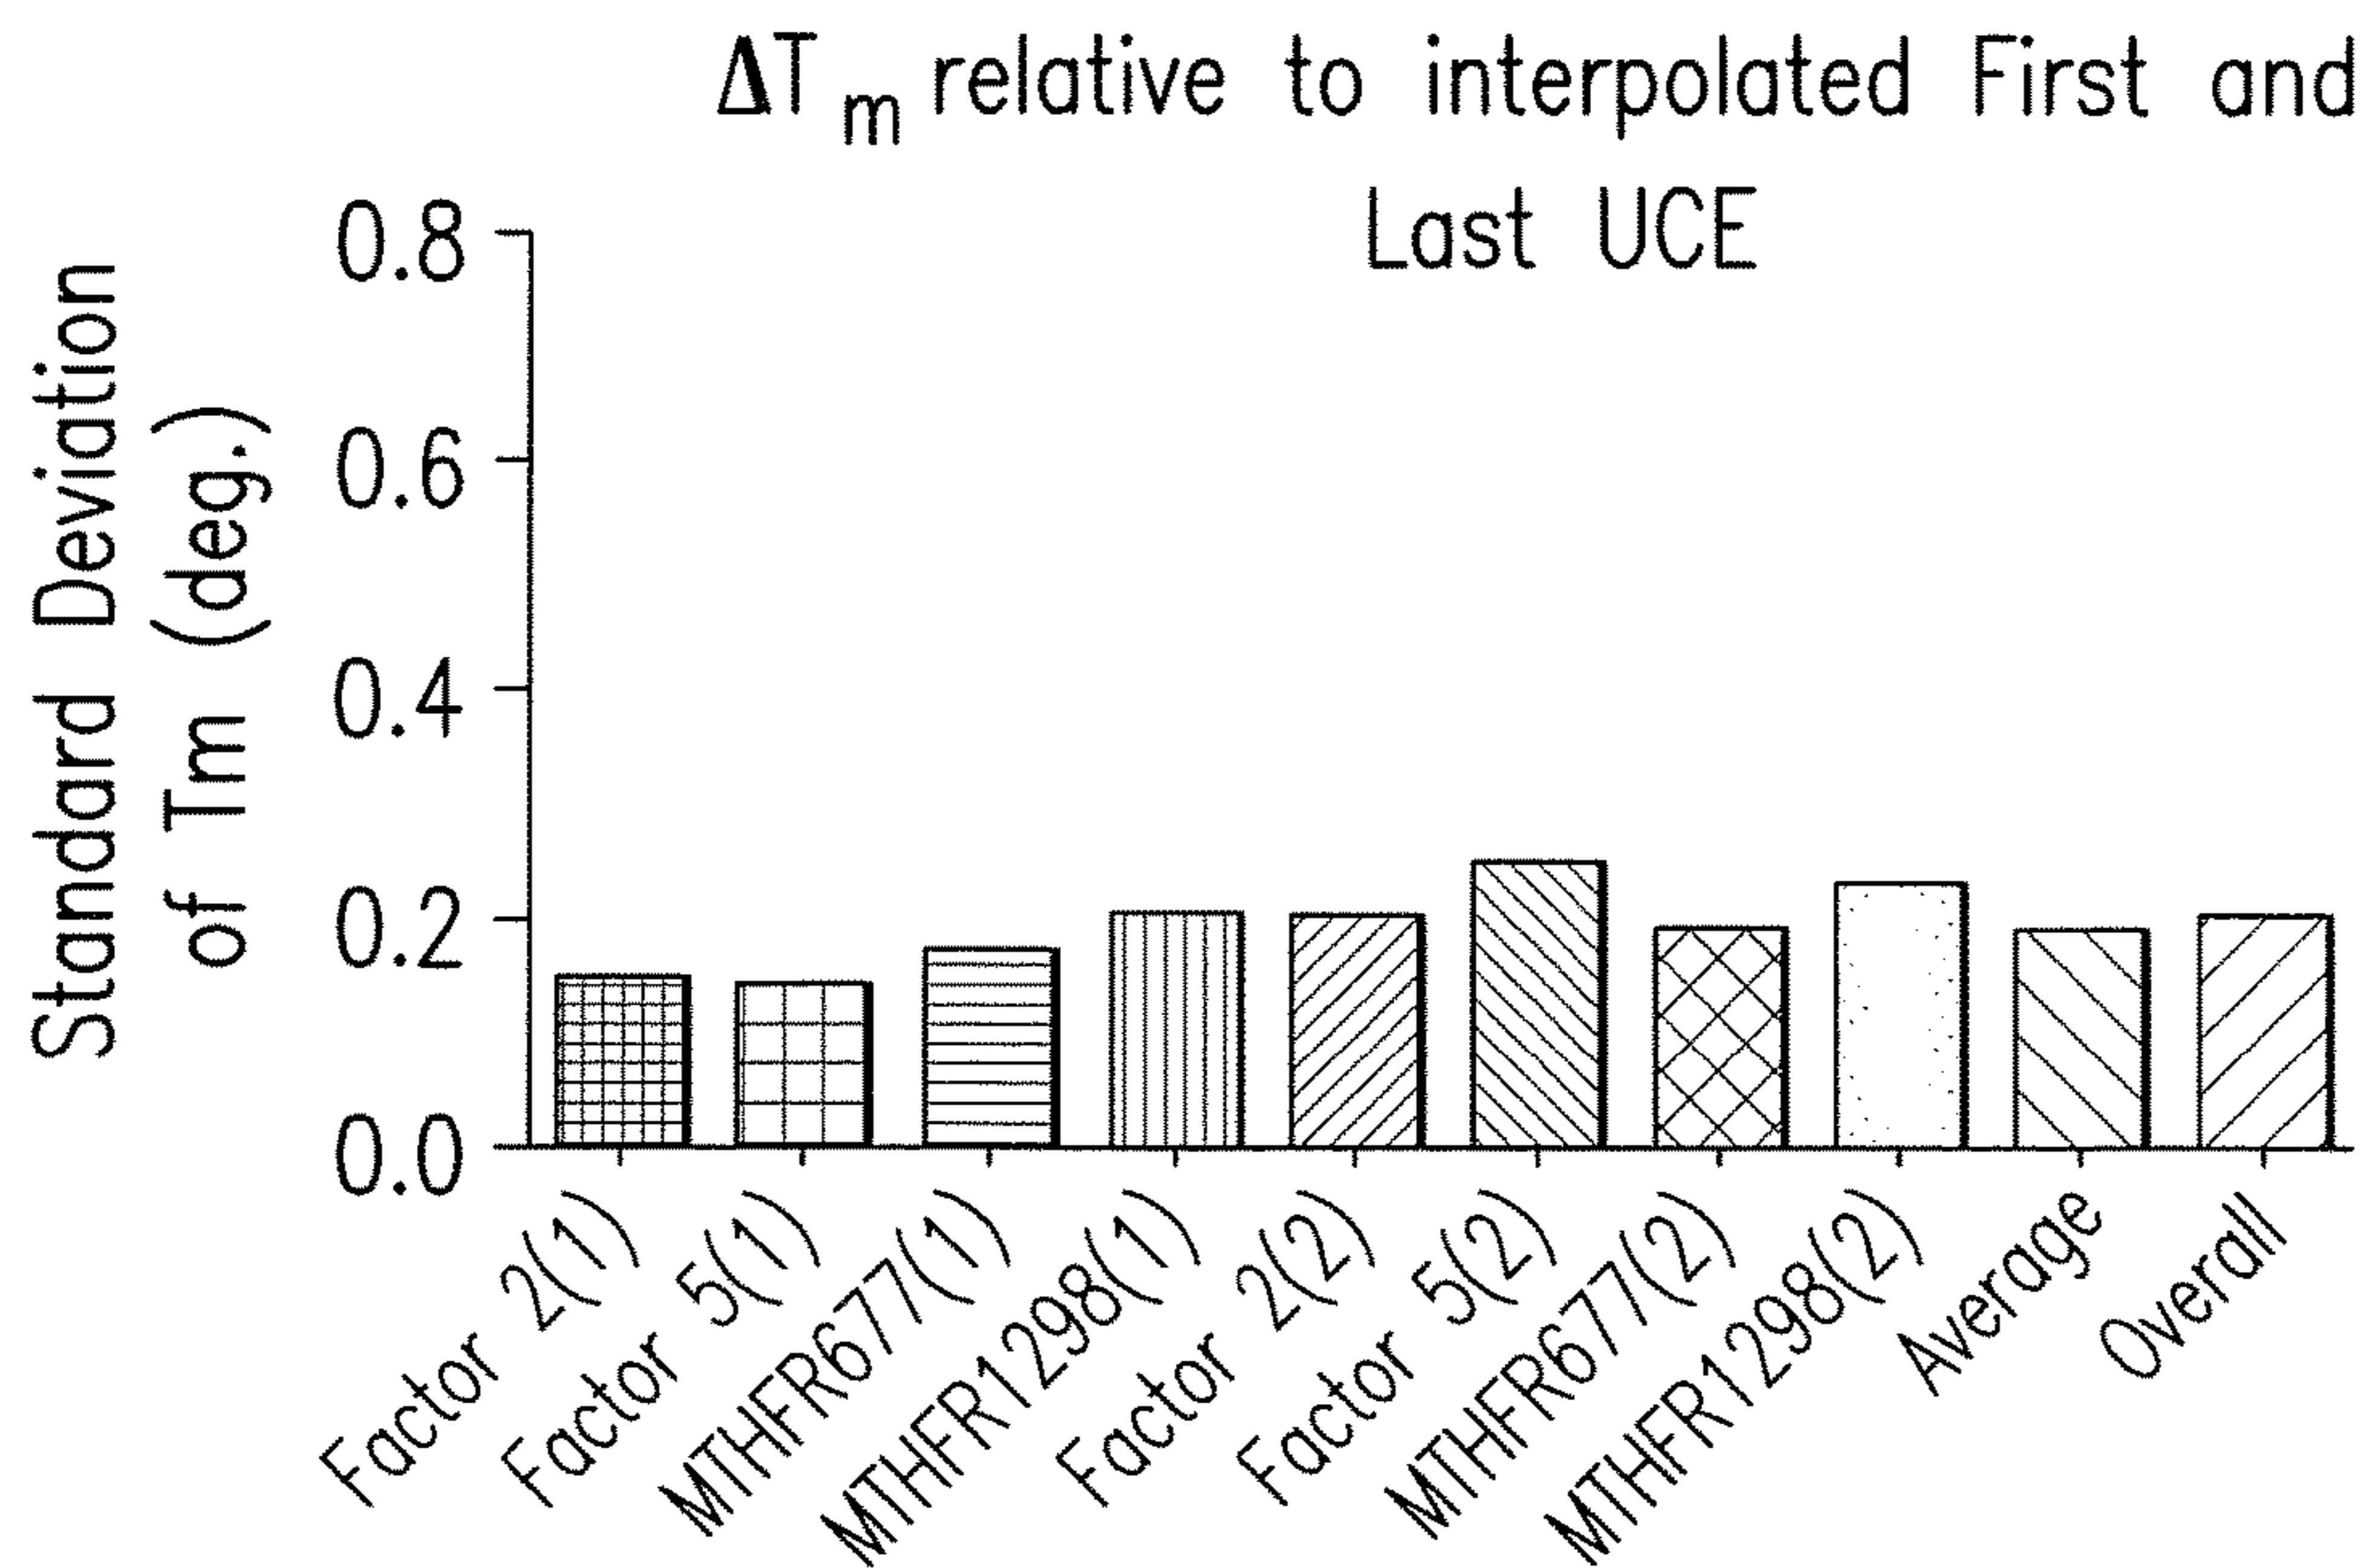 ΔTm relative to interpolated First and
Last UCE
Standard Deviation
of Tm (deg.)
0.8
0.6
0.4
0.2
0.0
Factor 2(1)
Factor 5(1)
MTHFR677(1)
MTHFR1298(1)
Factor 2(2)
Factor 5(2)
MTHFR677(2)
MTHFR1298(2)
Average
Overall